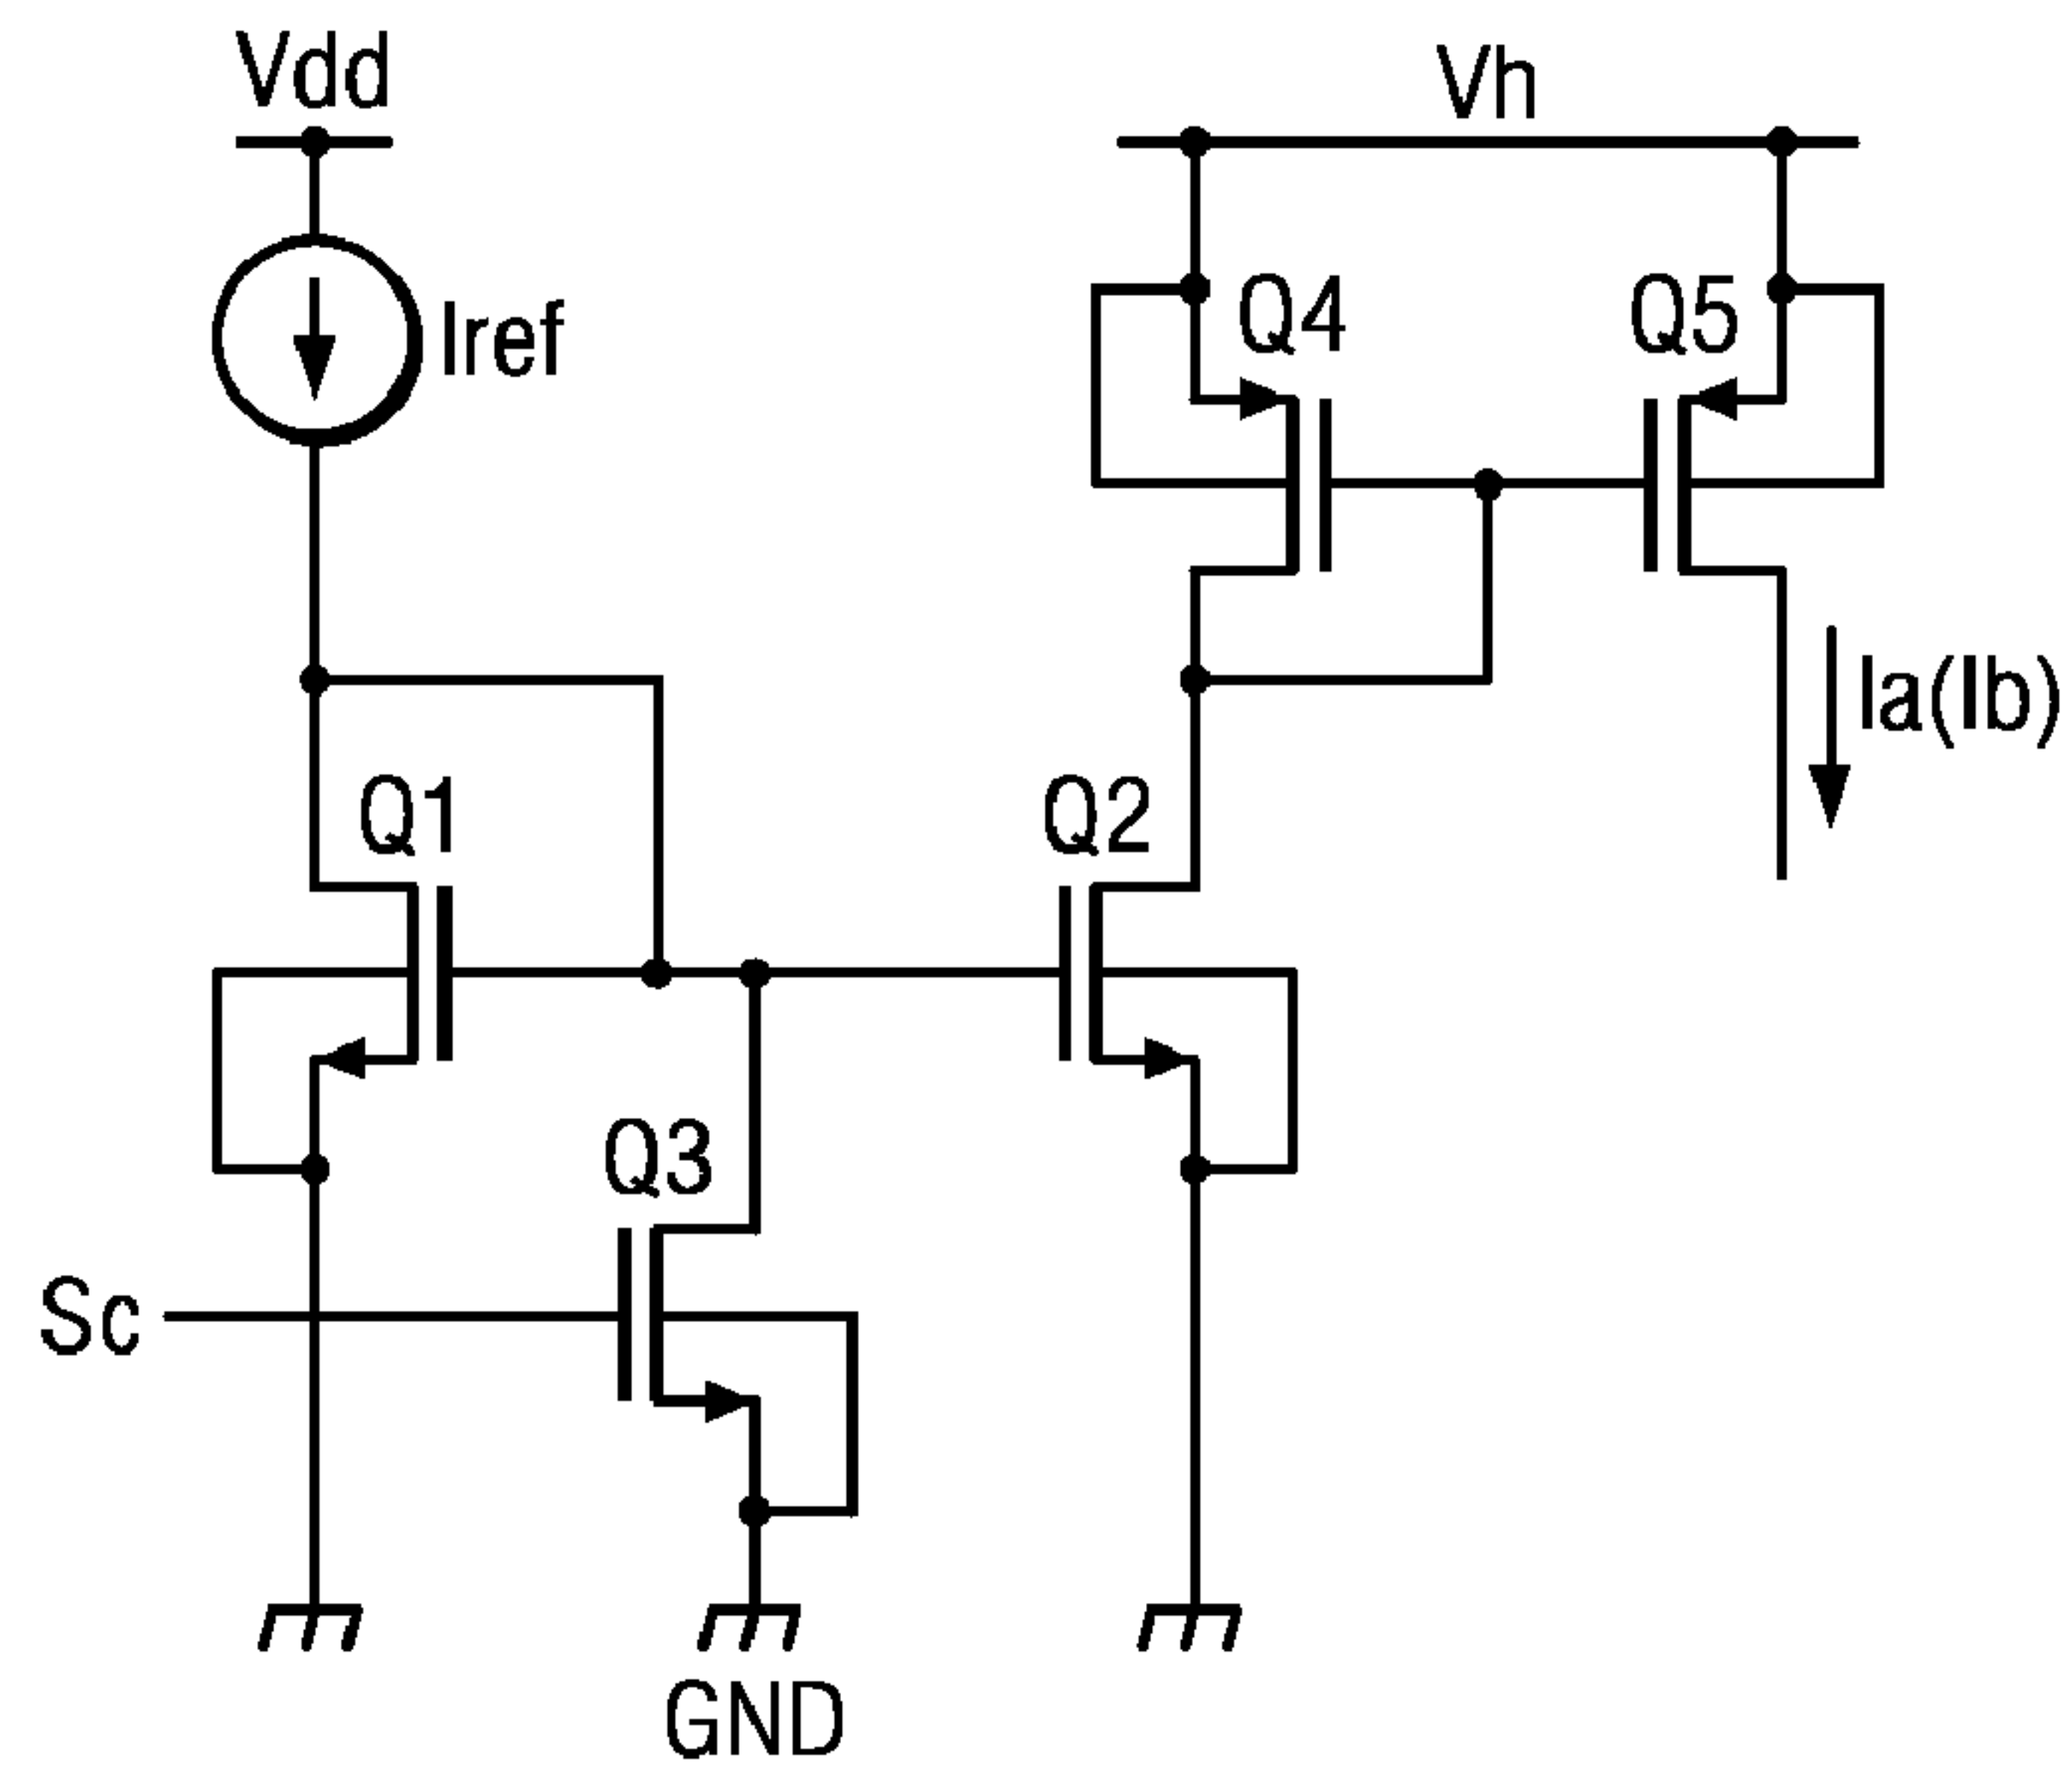 Vdd
Vh
Iref
Q4
Q5
Ia(Ib)
Q1
Q2
Q3
Sc
GND